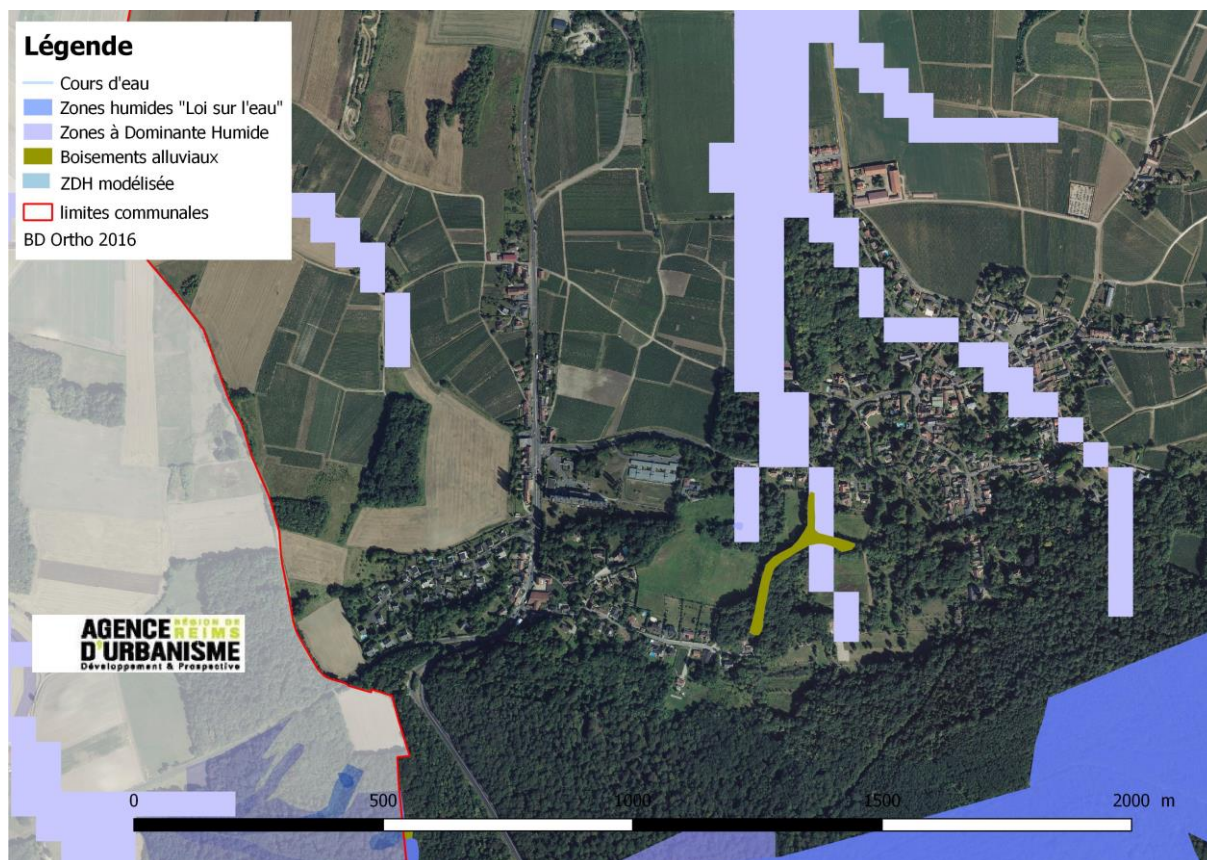 Légende
Cours d'eau
Zones humides "Loi sur l'eau"
Zones à Dominante Humide
Boisements alluviaux
ZDH modélisée
limites communales
BD Ortho 2016
AGENCE RÉGION DE
D'URBANISME REIMS
Développement & Prospective
0 500 1000 1500 2000 m